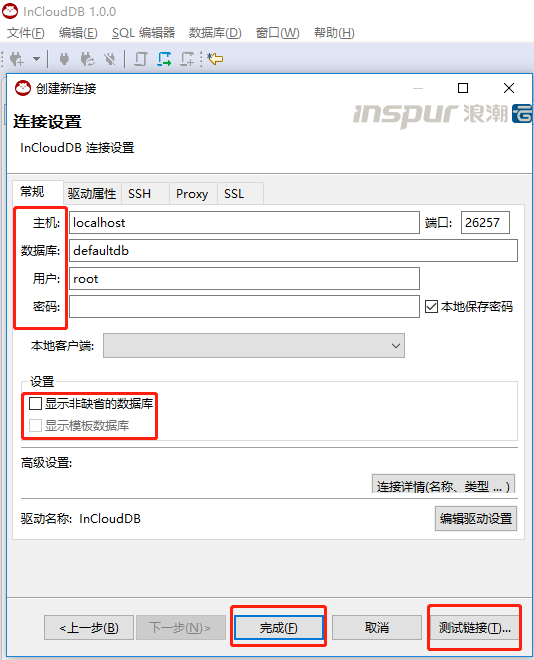 InCloudDB 1.0.0
文件(F) 编辑(E) SQL 编辑器 数据库(D) 窗口(W) 帮助(H)
创建新连接
连接设置
inspur 浪潮
InCloudDB 连接设置
常规 驱动属性 SSH Proxy SSL
主机: localhost 端口: 26257
数据库: defaultdb
用户: root
密码: 本地保存密码
本地客户端:
设置
显示非缺省的数据库
显示模板数据库
高级设置:
连接详情(名称、类型 ... )
驱动名称: InCloudDB 编辑驱动设置
<上一步(B) 下一步(N)> 完成(F) 取消 测试链接(T)...